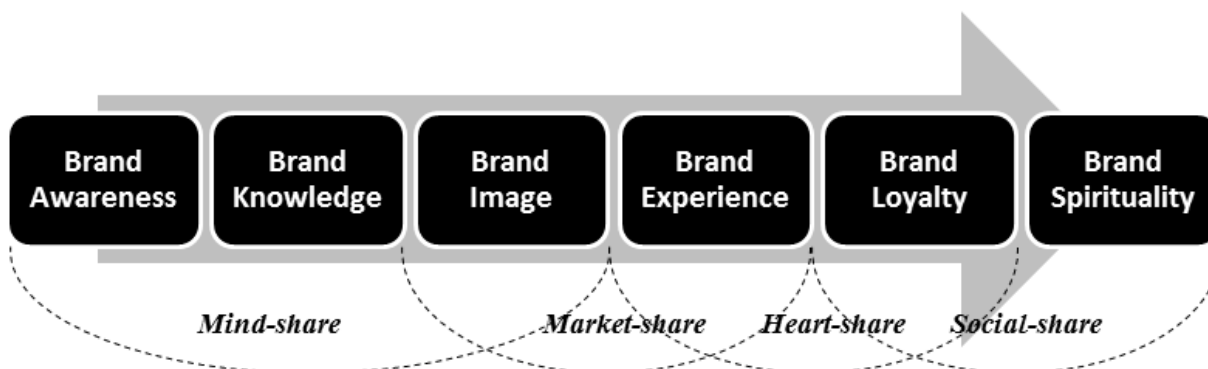 Brand
Awareness
Brand
Knowledge
Brand
Image
Brand
Experience
Brand
Loyalty
Brand
Spirituality
Mind-share
Market-share
Heart-share
Social-share